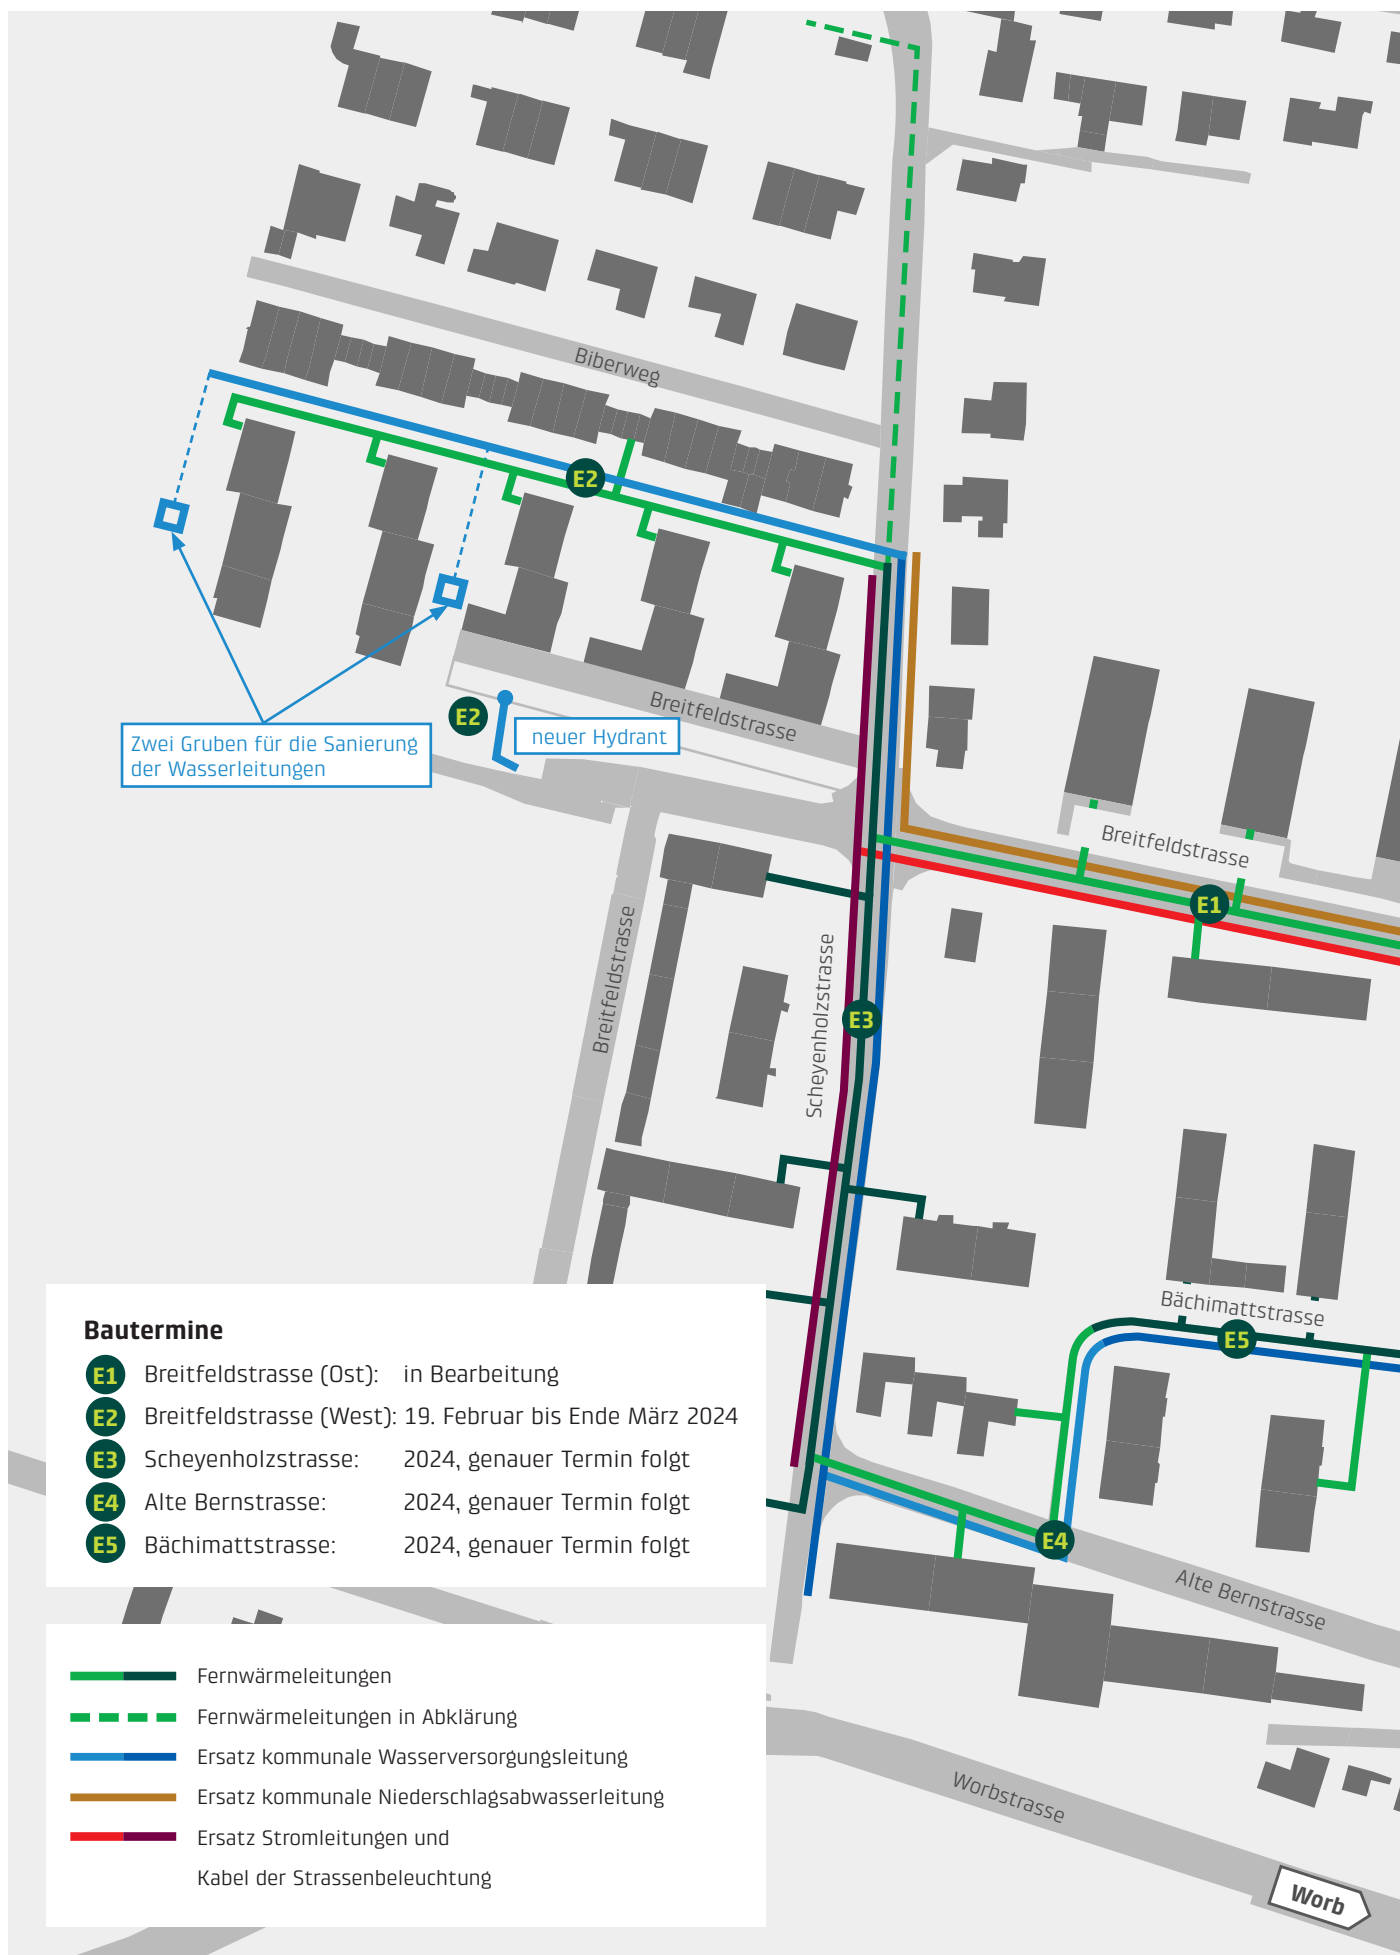 Biberweg
E2
Breitfeldstrasse
E2
neuer Hydrant
Zwei Gruben für die Sanierung
der Wasserleitungen
Breitfeldstrasse
E1
Breitfeldstrasse
Scheyenholzstrasse
E3
Bächimattstrasse
E5
E4
Alte Bernstrasse
Bautermine
E1 Breitfeldstrasse (Ost): in Bearbeitung
E2 Breitfeldstrasse (West): 19. Februar bis Ende März 2024
E3 Scheyenholzstrasse: 2024, genauer Termin folgt
E4 Alte Bernstrasse: 2024, genauer Termin folgt
E5 Bächimattstrasse: 2024, genauer Termin folgt
Fernwärmeleitungen
Fernwärmeleitungen in Abklärung
Ersatz kommunale Wasserversorgungsleitung
Ersatz kommunale Niederschlagsabwasserleitung
Ersatz Stromleitungen und
Kabel der Strassenbeleuchtung
Worbstrasse
Worb